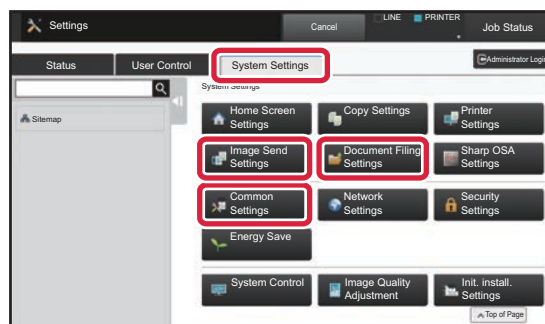 Settings
Cancel
LINE
PRINTER
Job Status
Status
User Control
System Settings
Administrator Login
System Settings
Sitemap
Home Screen
Settings
Copy Settings
Printer
Settings
Image Send
Settings
Document Filing
Settings
Sharp OSA
Settings
Common
Settings
Network
Settings
Security
Settings
Energy Save
System Control
Image Quality
Adjustment
Init. install.
Settings
Top of Page